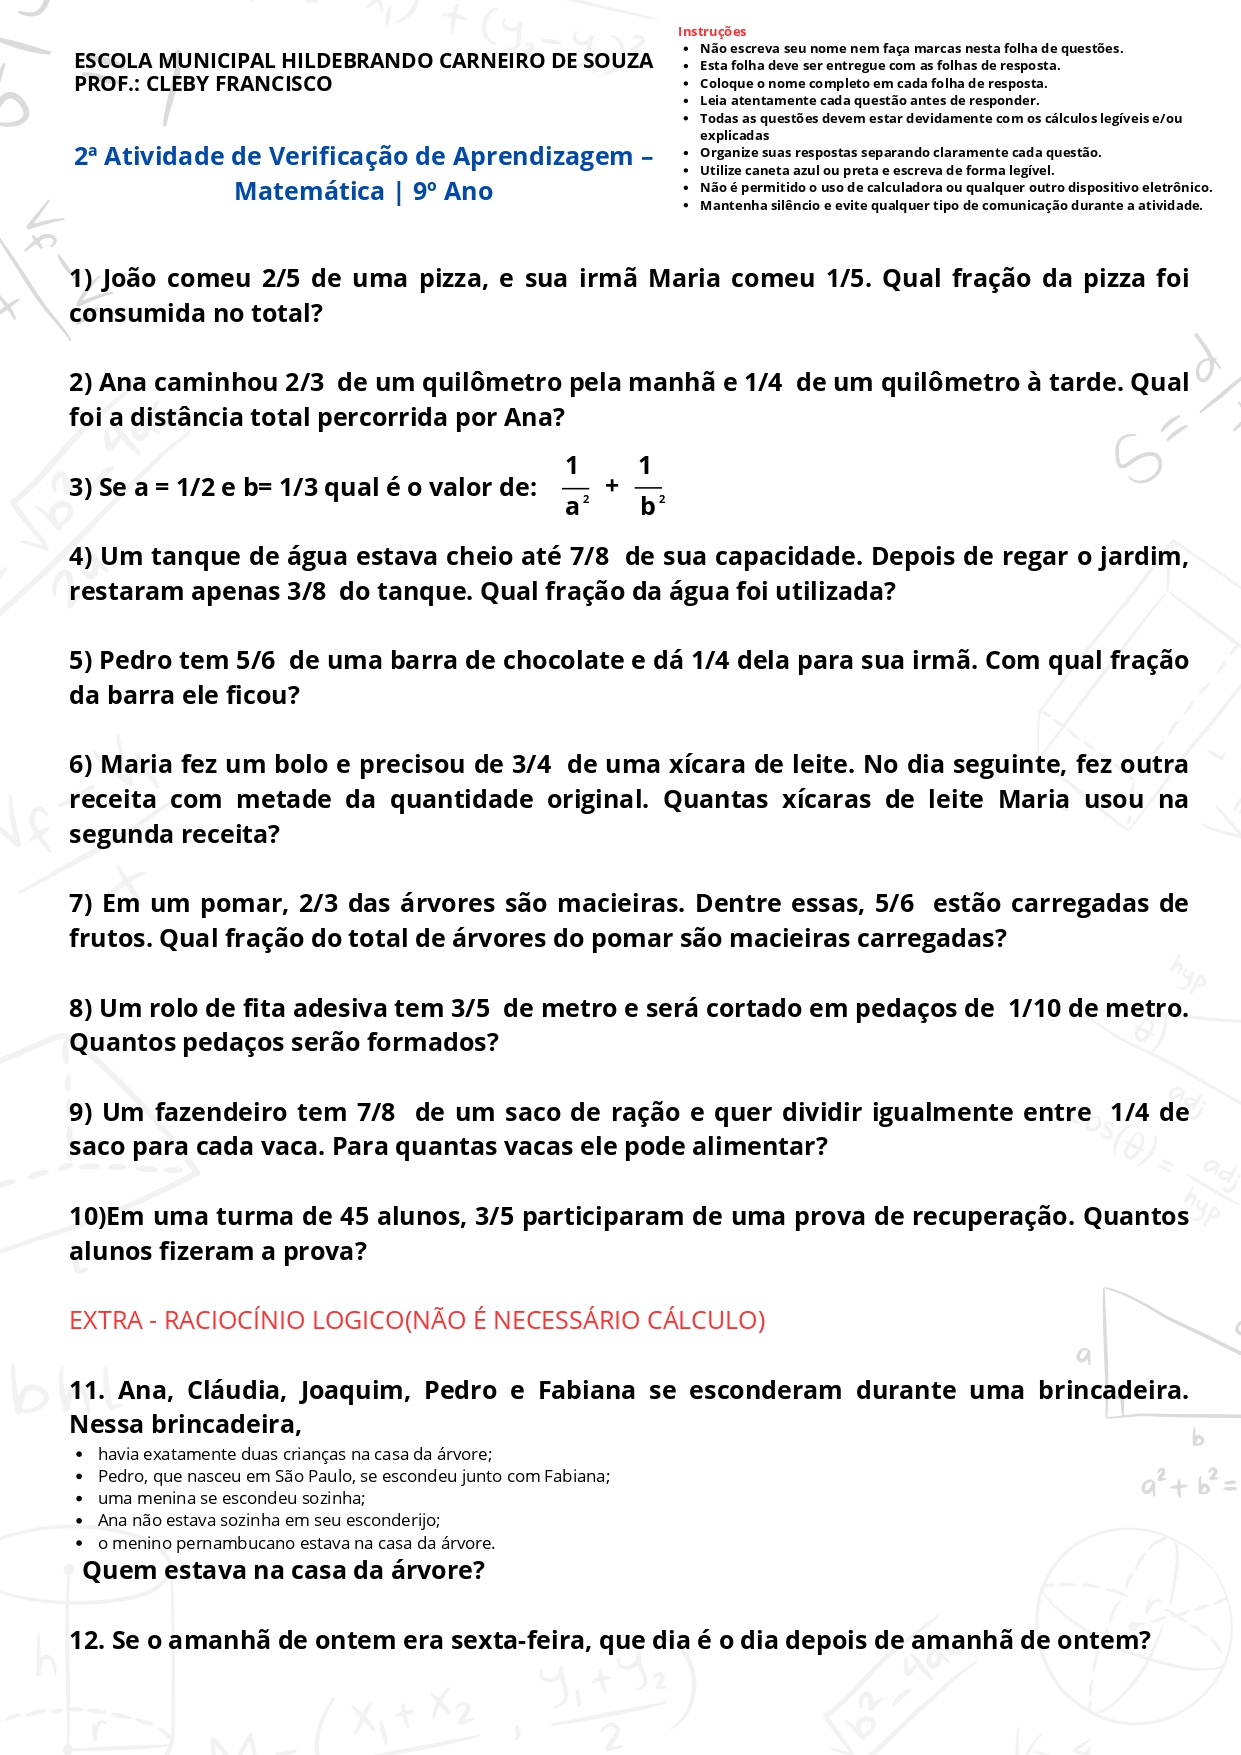 ESCOLA MUNICIPAL HILDEBRANDO CARNEIRO DE SOUZA
PROF.: CLEBY FRANCISCO
2ª Atividade de Verificação de Aprendizagem –
Matemática | 9º Ano
Instruções
• Não escreva seu nome nem faça marcas nesta folha de questões.
• Esta folha deve ser entregue com as folhas de resposta.
• Coloque o nome completo em cada folha de resposta.
• Leia atentamente cada questão antes de responder.
• Todas as questões devem estar devidamente com os cálculos legíveis e/ou
explicadas
• Organize suas respostas separando claramente cada questão.
• Utilize caneta azul ou preta e escreva de forma legível.
• Não é permitido o uso de calculadora ou qualquer outro dispositivo eletrônico.
• Mantenha silêncio e evite qualquer tipo de comunicação durante a atividade.
1) João comeu 2/5 de uma pizza, e sua irmã Maria comeu 1/5. Qual fração da pizza foi
consumida no total?
2) Ana caminhou 2/3 de um quilômetro pela manhã e 1/4 de um quilômetro à tarde. Qual
foi a distância total percorrida por Ana?
3) Se a = 1/2 e b= 1/3 qual é o valor de: 1/a² + 1/b²
4) Um tanque de água estava cheio até 7/8 de sua capacidade. Depois de regar o jardim,
restaram apenas 3/8 do tanque. Qual fração da água foi utilizada?
5) Pedro tem 5/6 de uma barra de chocolate e dá 1/4 dela para sua irmã. Com qual fração
da barra ele ficou?
6) Maria fez um bolo e precisou de 3/4 de uma xícara de leite. No dia seguinte, fez outra
receita com metade da quantidade original. Quantas xícaras de leite Maria usou na
segunda receita?
7) Em um pomar, 2/3 das árvores são macieiras. Dentre essas, 5/6 estão carregadas de
frutos. Qual fração do total de árvores do pomar são macieiras carregadas?
8) Um rolo de fita adesiva tem 3/5 de metro e será cortado em pedaços de 1/10 de metro.
Quantos pedaços serão formados?
9) Um fazendeiro tem 7/8 de um saco de ração e quer dividir igualmente entre 1/4 de
saco para cada vaca. Para quantas vacas ele pode alimentar?
10)Em uma turma de 45 alunos, 3/5 participaram de uma prova de recuperação. Quantos
alunos fizeram a prova?
EXTRA - RACIOCÍNIO LOGICO(NÃO É NECESSÁRIO CÁLCULO)
11. Ana, Cláudia, Joaquim, Pedro e Fabiana se esconderam durante uma brincadeira.
Nessa brincadeira,
• havia exatamente duas crianças na casa da árvore;
• Pedro, que nasceu em São Paulo, se escondeu junto com Fabiana;
• uma menina se escondeu sozinha;
• Ana não estava sozinha em seu esconderijo;
• o menino pernambucano estava na casa da árvore.
Quem estava na casa da árvore?
12. Se o amanhã de ontem era sexta-feira, que dia é o dia depois de amanhã de ontem?